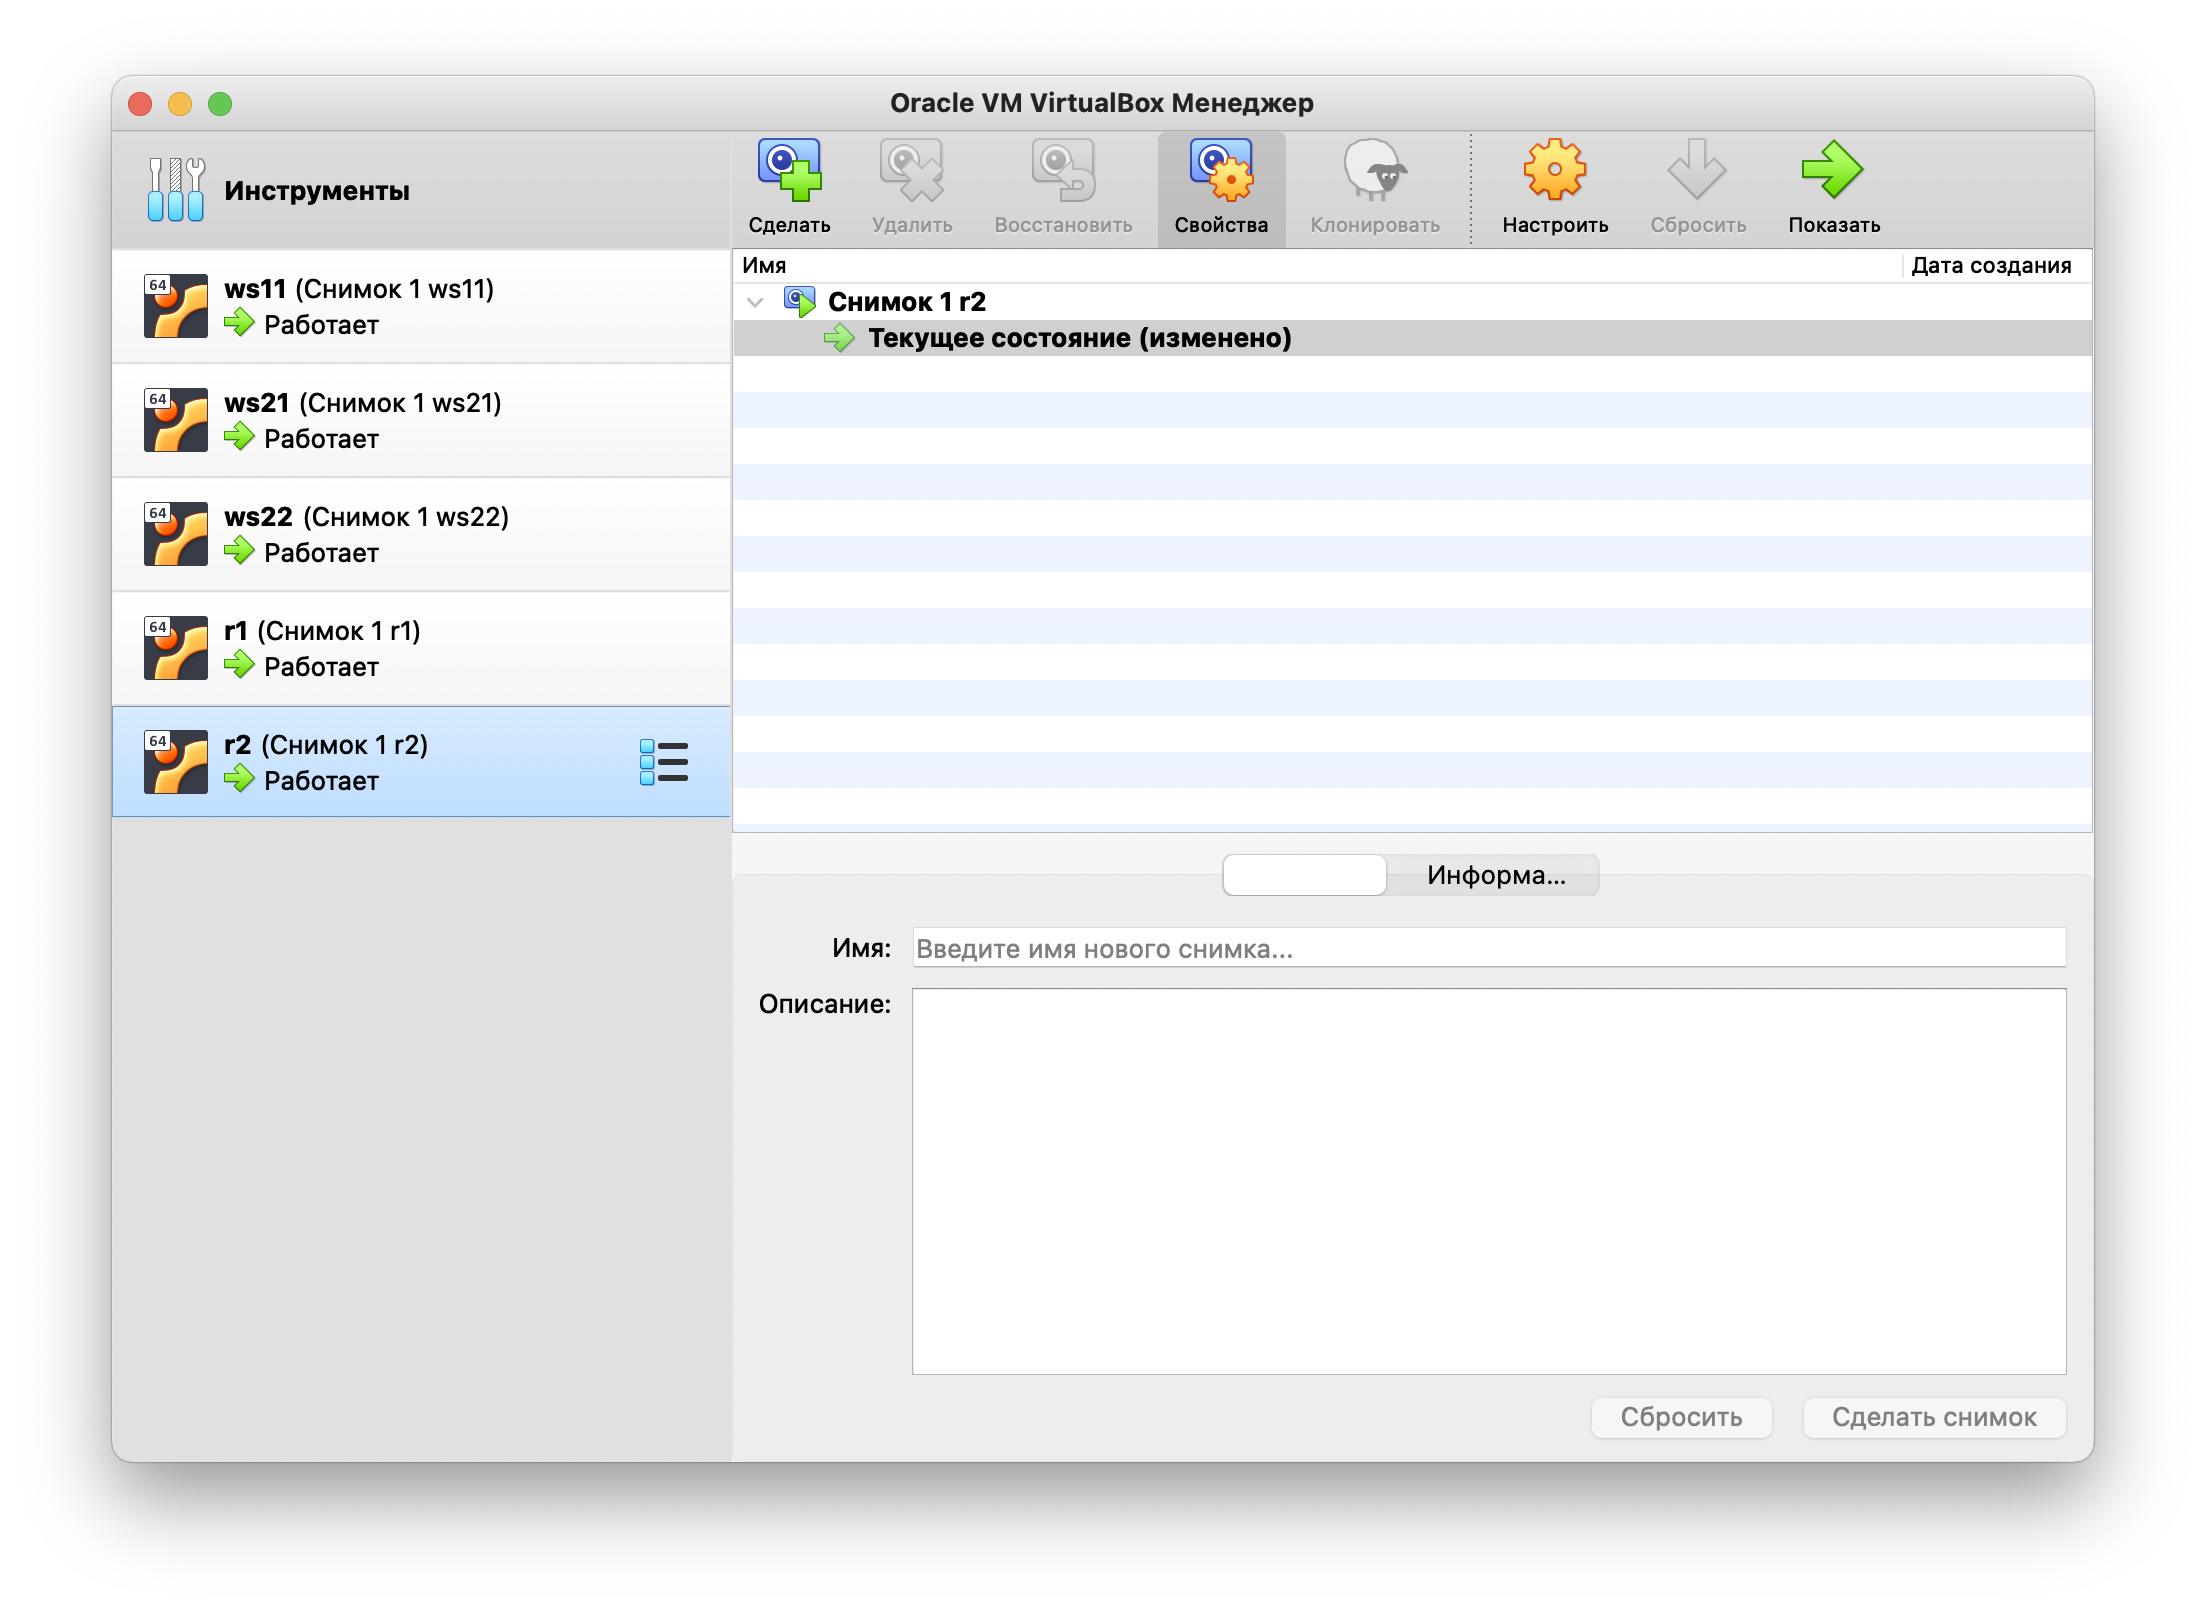 Oracle VM VirtualBox Менеджер
Инструменты
Сделать
Удалить
Восстановить
Свойства
Клонировать
Настроить
Сбросить
Показать
64
ws11 (Снимок 1 ws11)
Работает
64
ws21 (Снимок 1 ws21)
Работает
64
ws22 (Снимок 1 ws22)
Работает
64
r1 (Снимок 1 r1)
Работает
64
r2 (Снимок 1 r2)
Работает
Имя
Дата создания
Снимок 1 r2
Текущее состояние (изменено)
Информа...
Имя:
Введите имя нового снимка...
Описание:
Сбросить
Сделать снимок